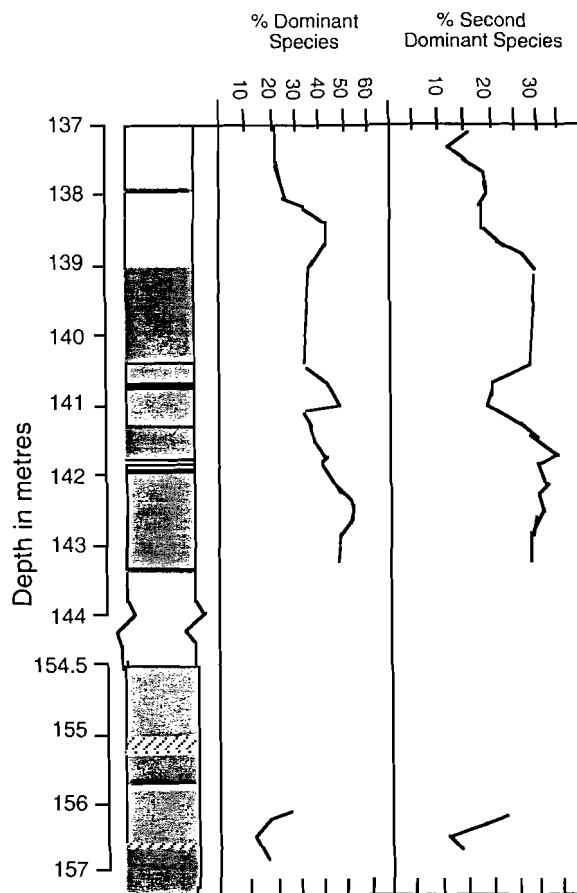 % Dominant
Species
% Second
Dominant Species
10 20 30 40 50 60
10 20 30
137
138
139
140
141
142
143
144
154.5
155
156
157
Depth in metres